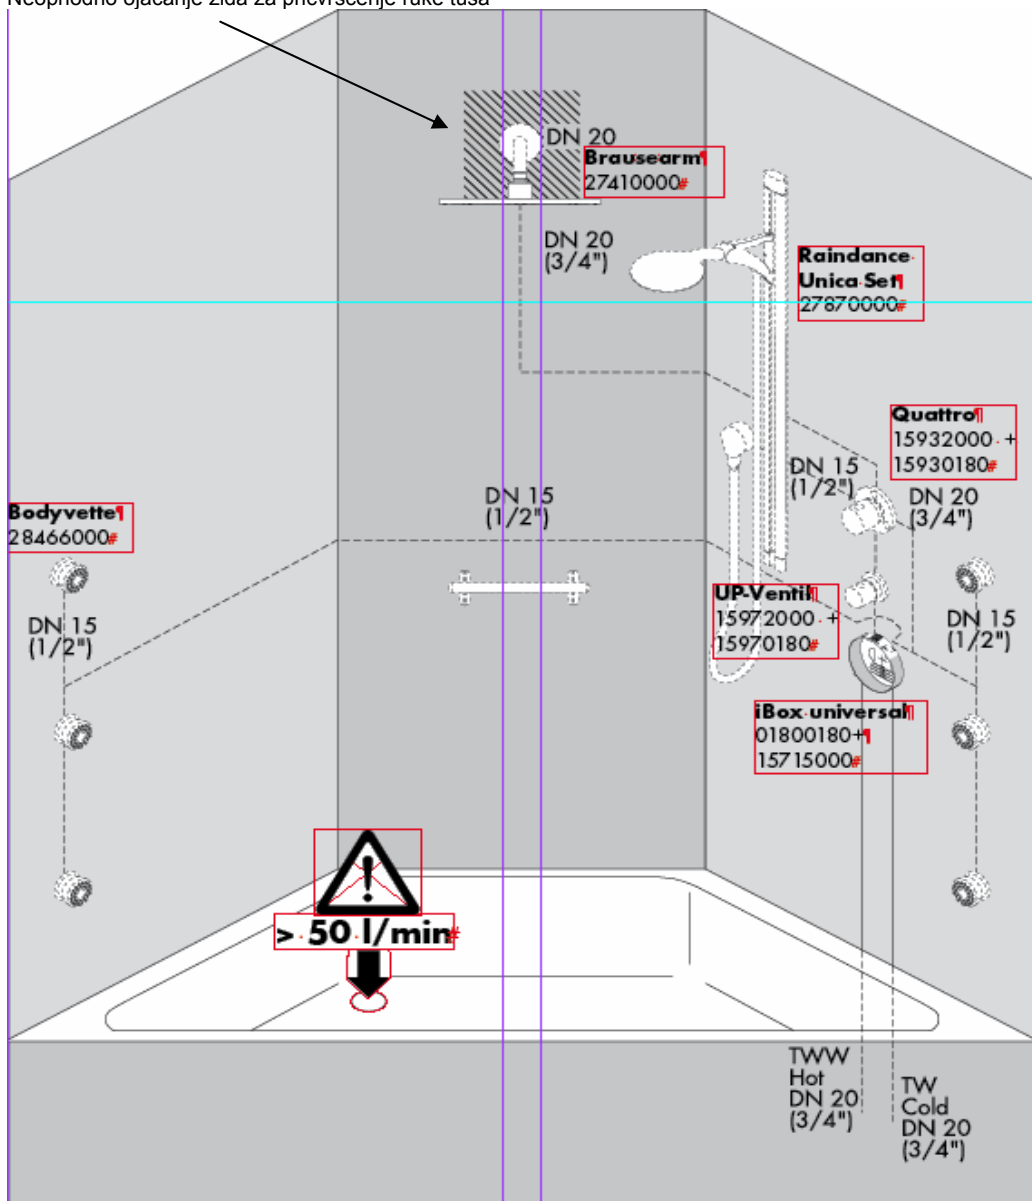 Neophodno ojačanje zida za pričvršćenje ruke tuša
DN 20
Brausearm¶
27410000#
DN 20
(3/4")
Raindance
Unica·Set¶
27870000#
Quattro¶
15932000 · +
15930180#
DN 15
(1/2")
DN 20
(3/4")
DN 15
(1/2")
Bodyvette¶
28466000#
DN 15
(1/2")
UP-Ventil¶
15972000 · +
15970180#
DN 15
(1/2")
iBox·universal¶
01800180+¶
15715000#
!
>·50·l/min#
TWW
Hot
DN 20
(3/4")
TW
Cold
DN 20
(3/4")